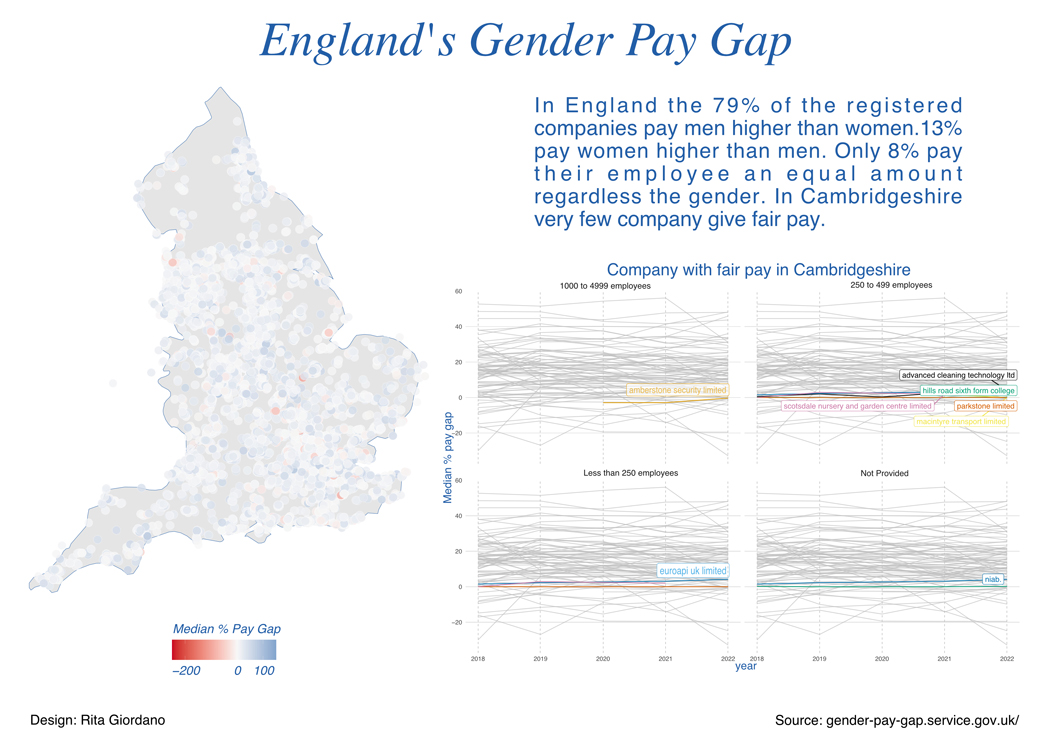 England's Gender Pay Gap
In England the 79% of the registered
companies pay men higher than women.13%
pay women higher than men. Only 8% pay
their employee an equal amount
regardless the gender. In Cambridgeshire
very few company give fair pay.
Company with fair pay in Cambridgeshire
1000 to 4999 employees
250 to 499 employees
60
40
20
0
−20
advanced cleaning technology ltd
amberstone security limited
hills road sixth form college
scotsdale nursery and garden centre limited
parkstone limited
macintyre transport limited
Median % pay gap
Less than 250 employees
Not Provided
60
40
20
0
−20
euroapi uk limited
niab.
2018
2019
2020
2021
2022
2018
2019
2020
2021
2022
year
Median % Pay Gap
−200
0
100
Design: Rita Giordano
Source: gender-pay-gap.service.gov.uk/